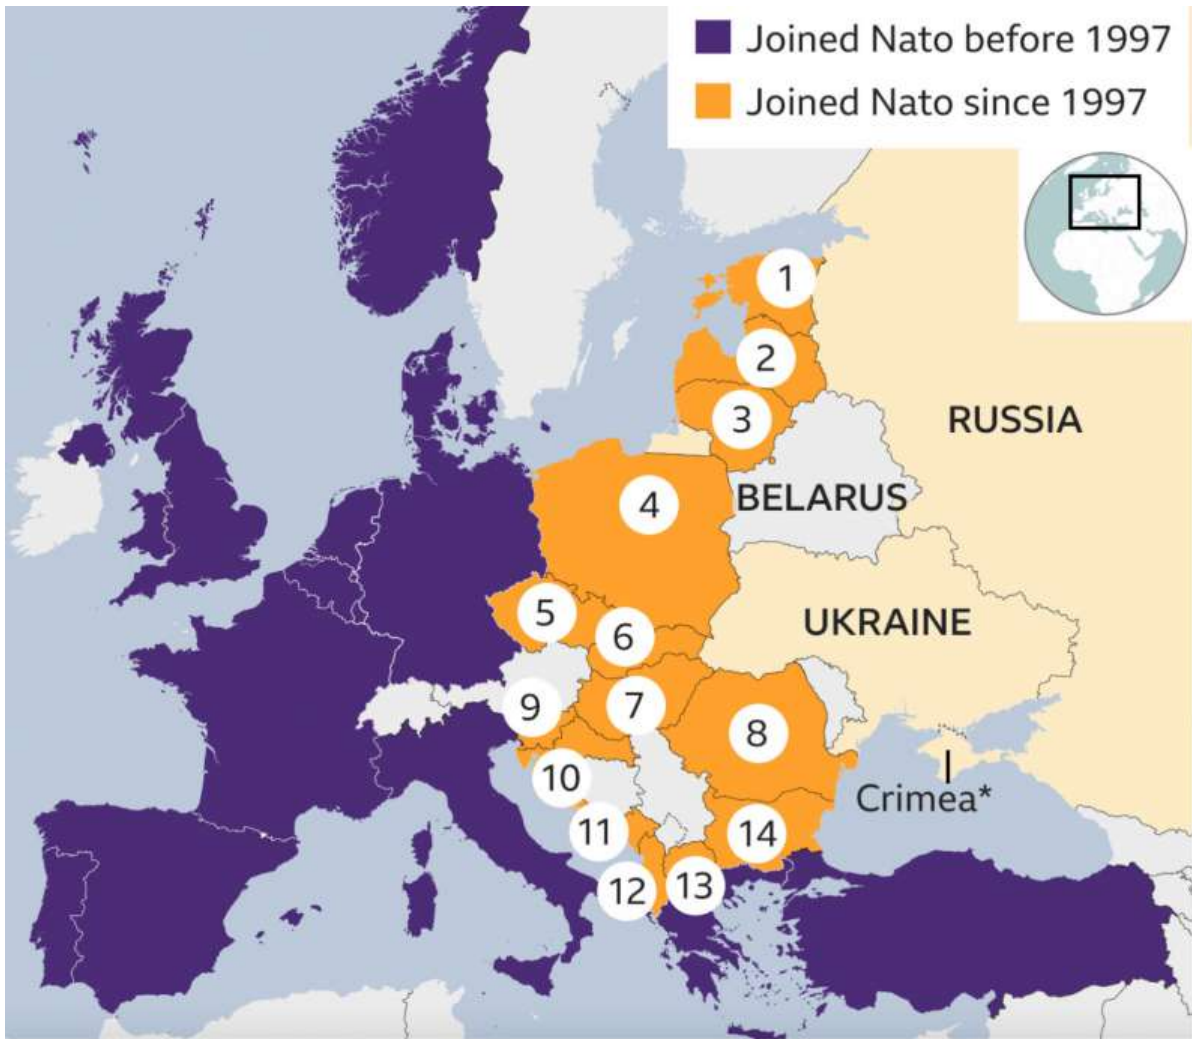 Joined Nato before 1997
Joined Nato since 1997
1
2
3
RUSSIA
4
BELARUS
5
6
UKRAINE
7
9
8
10
Crimea*
11
14
12
13